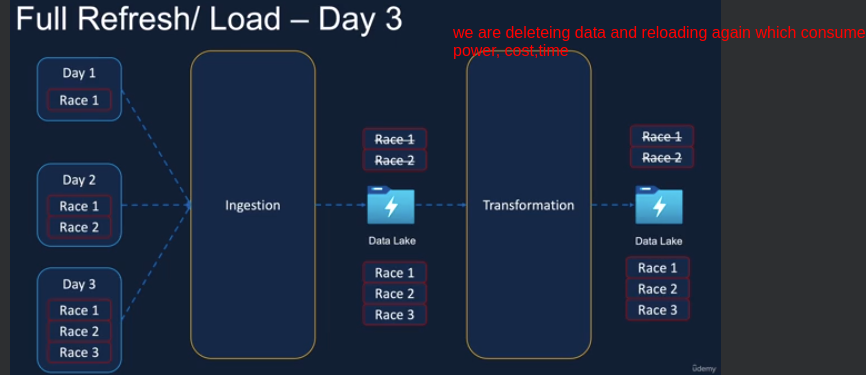 Full Refresh/ Load – Day 3
we are deleteing data and reloading again which consume
power, cost,time
Day 1
Race 1
Day 2
Race 1
Race 2
Day 3
Race 1
Race 2
Race 3
Ingestion
Race 1
Race 2
Data Lake
Race 1
Race 2
Race 3
Transformation
Race 1
Race 2
Data Lake
Race 1
Race 2
Race 3
ûdemy